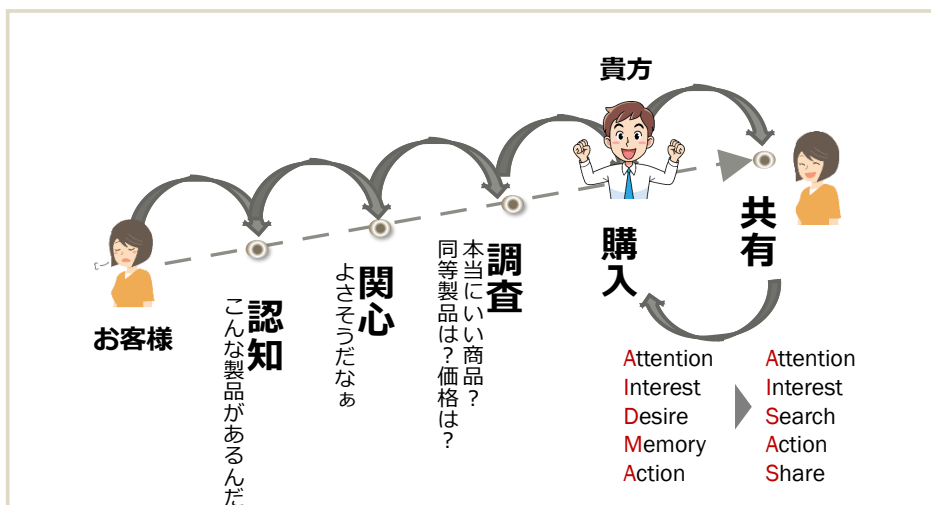 貴方
お客様
認知
こんな製品があるんだ
関心
よさそうだなぁ
調査
本当にいい商品？
同等製品は？価格は？
購入
共有
Attention
Interest
Desire
Memory
Action
Attention
Interest
Search
Action
Share